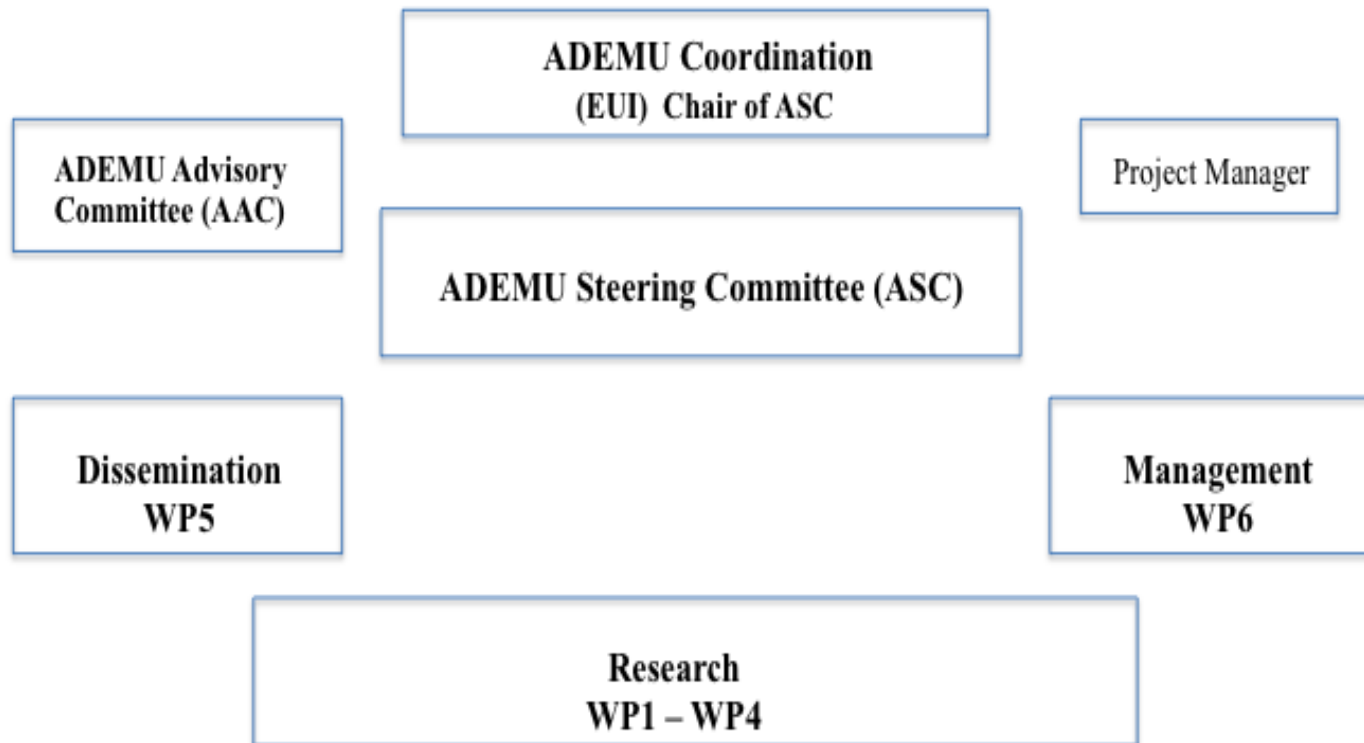 ADEMU Coordination
(EUI) Chair of ASC
ADEMU Advisory
Committee (AAC)
Project Manager
ADEMU Steering Committee (ASC)
Dissemination
WP5
Management
WP6
Research
WP1 – WP4